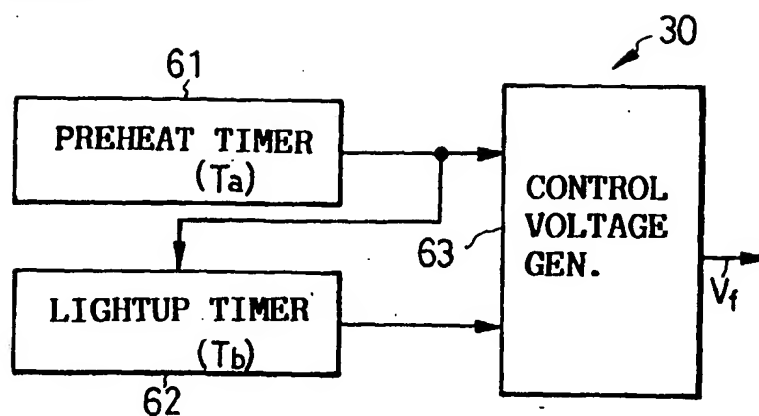 30
61
PREHEAT TIMER
(Ta)
63
CONTROL
VOLTAGE
GEN.
Vf
LIGHTUP TIMER
(Tb)
62